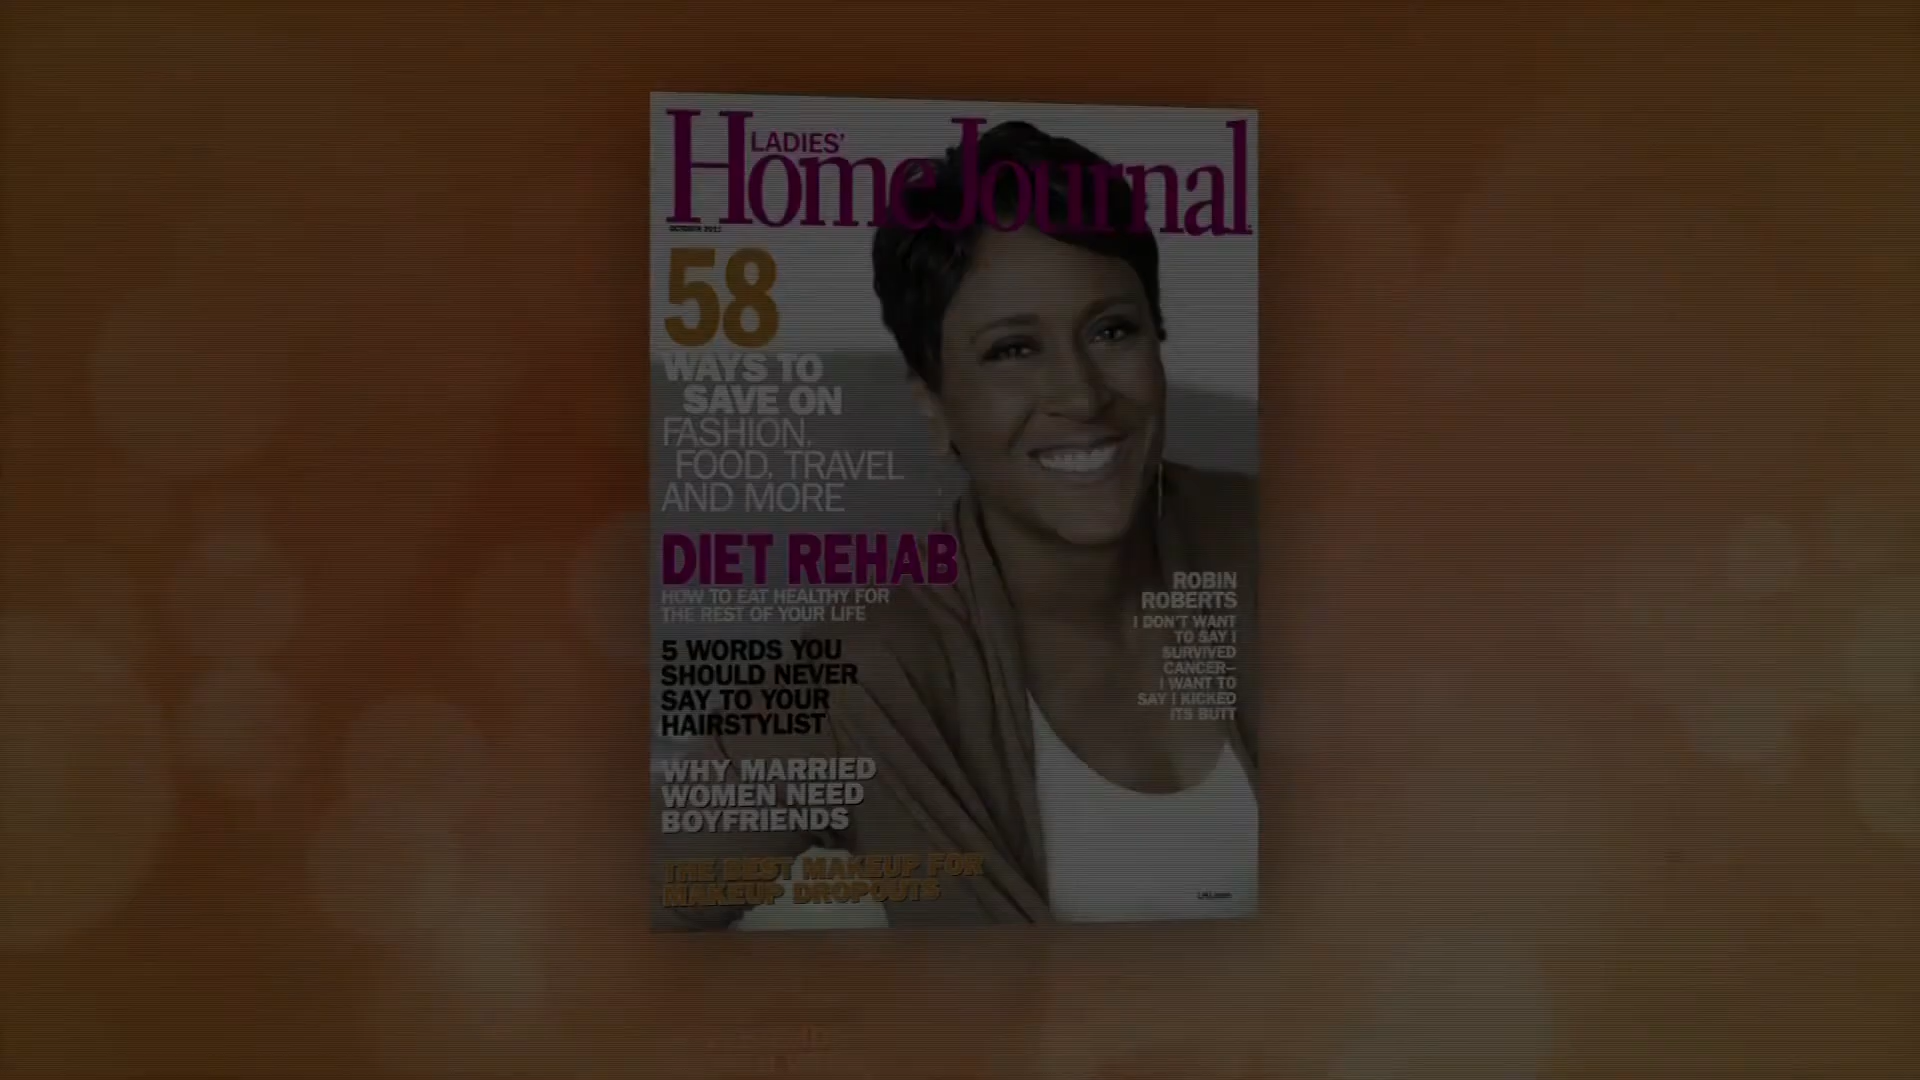 LADIES'
Home Journal
58
WAYS TO
SAVE ON
FASHION,
FOOD, TRAVEL
AND MORE
DIET REHAB
HOW TO EAT HEALTHY FOR
THE REST OF YOUR LIFE
5 WORDS YOU
SHOULD NEVER
SAY TO YOUR
HAIRSTYLIST
WHY MARRIED
WOMEN NEED
BOYFRIENDS
THE BEST MAKEUP FOR
MAKEUP DROPOUTS
ROBIN
ROBERTS
I DON'T WANT
TO SAY I
SURVIVED
CANCER—
I WANT TO
SAY I KICKED
ITS BUTT